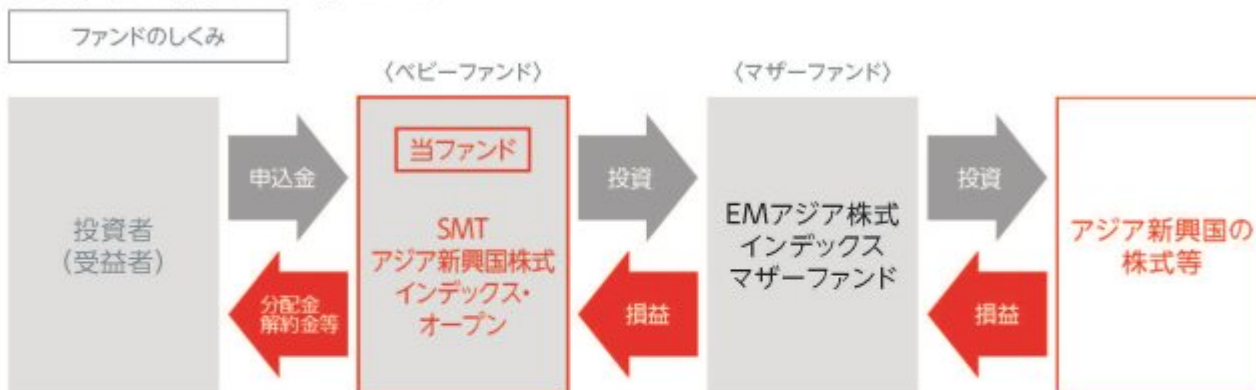 ファンドのしくみ
〈ベビーファンド〉
〈マザーファンド〉
投資者
(受益者)
申込金
分配金
解約金等
当ファンド
SMT
アジア新興国株式
インデックス・
オープン
投資
損益
EMアジア株式
インデックス
マザーファンド
投資
損益
アジア新興国の
株式等